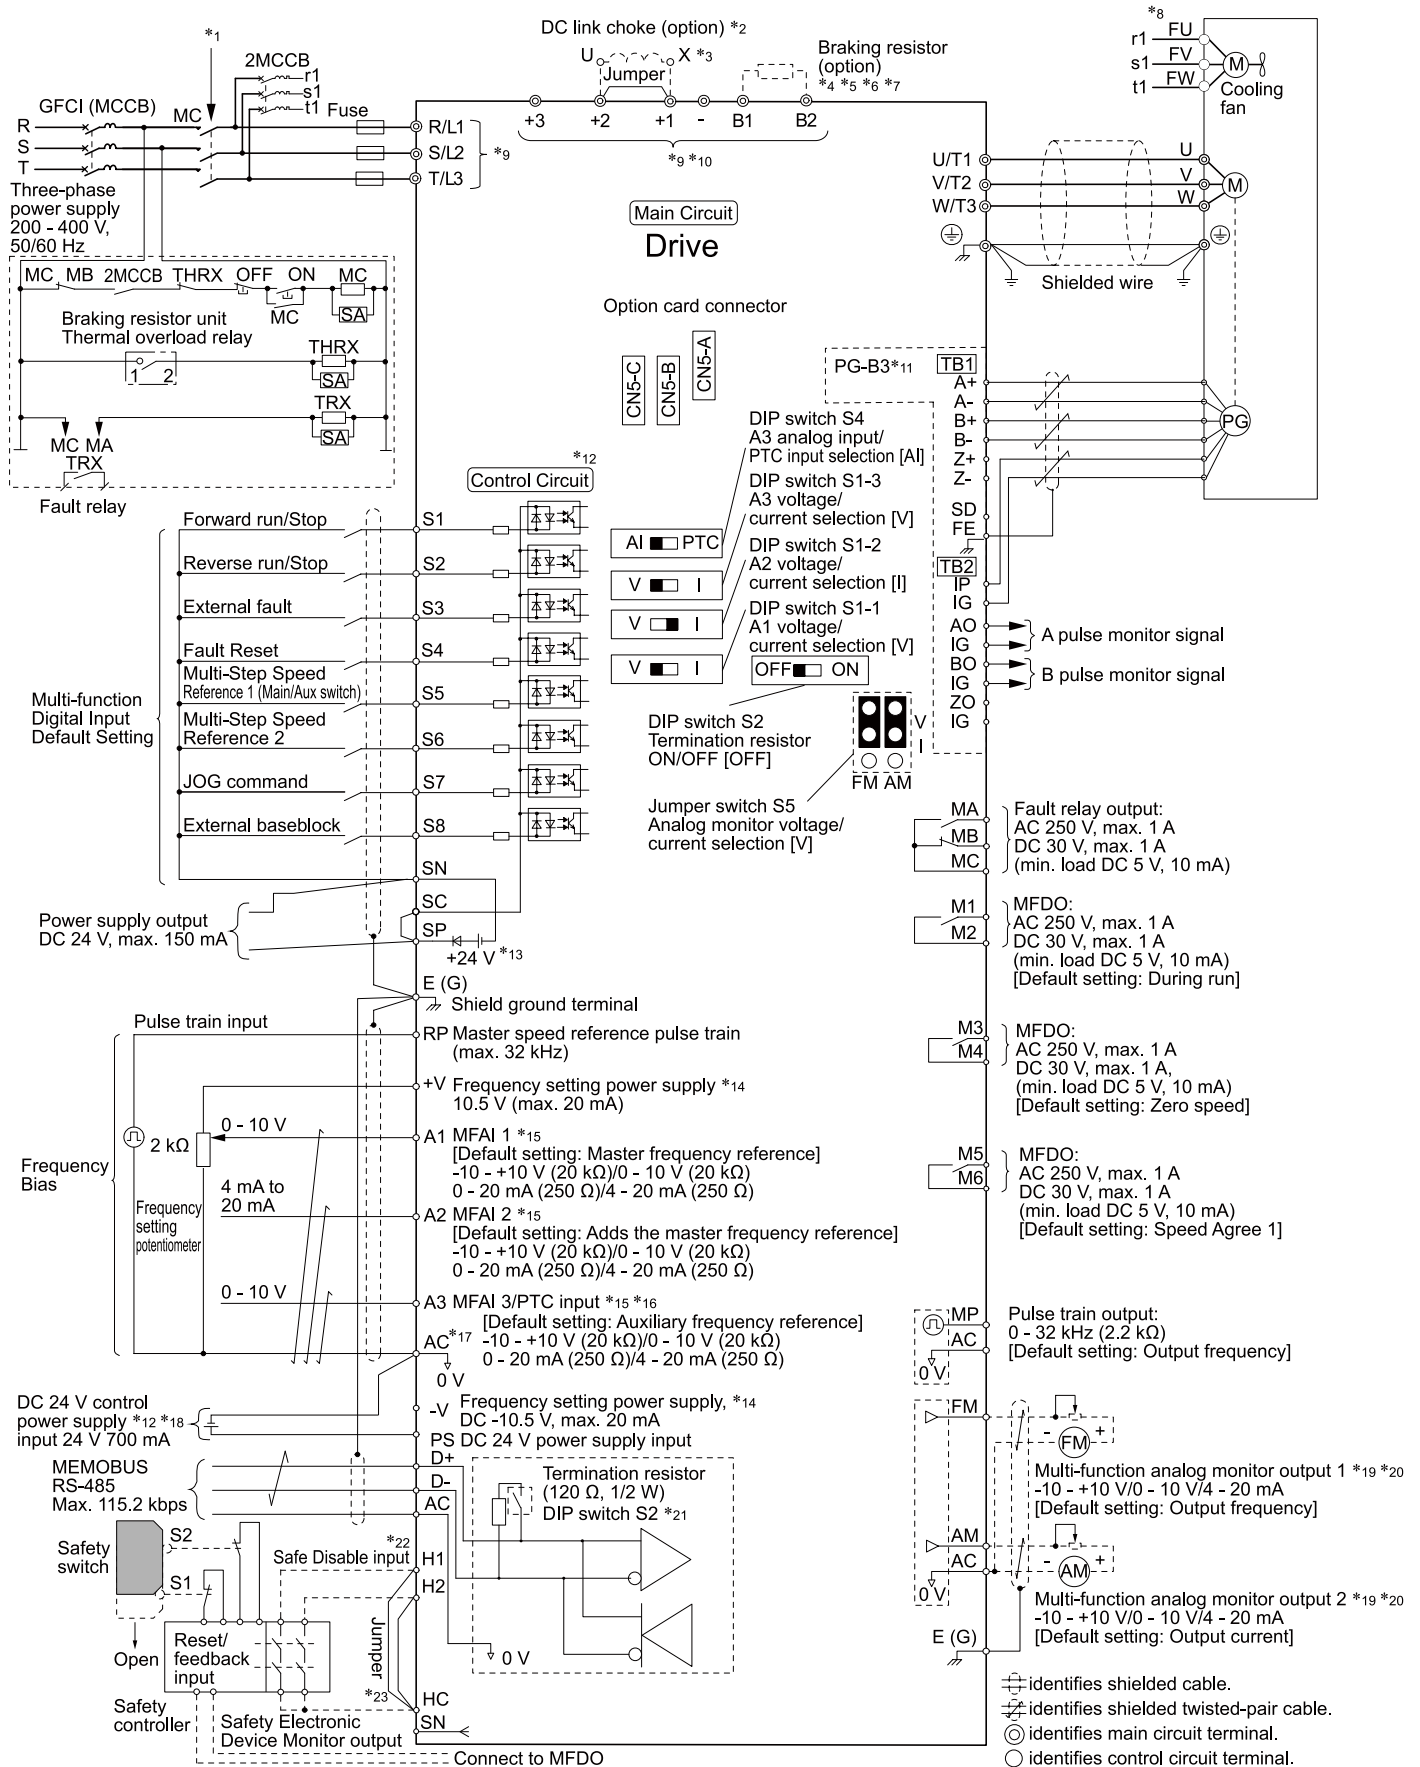 *1
DC link choke (option) *2
U X *3
Jumper
Braking resistor
(option)
*4 *5 *6 *7
*8
r1 FU
s1 FV
t1 FW
M
Cooling
fan
2MCCB
r1
s1
t1
GFCI (MCCB)
MC
Fuse
R
S
T
R/L1
S/L2
T/L3
*9
+3 +2 +1 - B1 B2
*9 *10
Three-phase
power supply
200 - 400 V,
50/60 Hz
Main Circuit
Drive
U/T1
V/T2
W/T3
U
V
W
M
Shielded wire
MC MB 2MCCB THRX OFF ON MC
MC
SA
Braking resistor unit
Thermal overload relay
1 2
THRX
SA
TRX
SA
MC MA
TRX
Fault relay
Option card connector
CN5-C
CN5-B
CN5-A
PG-B3*11
TB1
A+
A-
B+
B-
Z+
Z-
SD
FE
PG
TB2
IP
IG
AO
IG
BO
IG
ZO
IG
A pulse monitor signal
B pulse monitor signal
*12
Control Circuit
DIP switch S4
A3 analog input/
PTC input selection [AI]
DIP switch S1-3
A3 voltage/
current selection [V]
DIP switch S1-2
A2 voltage/
current selection [I]
DIP switch S1-1
A1 voltage/
current selection [V]
AI PTC
V I
V I
V I
OFF ON
DIP switch S2
Termination resistor
ON/OFF [OFF]
V
I
FM AM
Jumper switch S5
Analog monitor voltage/
current selection [V]
Multi-function
Digital Input
Default Setting
Forward run/Stop
S1
Reverse run/Stop
S2
External fault
S3
Fault Reset
S4
Multi-Step Speed
Reference 1 (Main/Aux switch)
S5
Multi-Step Speed
Reference 2
S6
JOG command
S7
External baseblock
S8
SN
SC
SP
+24 V *13
Power supply output
DC 24 V, max. 150 mA
E (G)
Shield ground terminal
MA
MB
MC
Fault relay output:
AC 250 V, max. 1 A
DC 30 V, max. 1 A
(min. load DC 5 V, 10 mA)
M1
M2
MFDO:
AC 250 V, max. 1 A
DC 30 V, max. 1 A
(min. load DC 5 V, 10 mA)
[Default setting: During run]
M3
M4
MFDO:
AC 250 V, max. 1 A
DC 30 V, max. 1 A,
(min. load DC 5 V, 10 mA)
[Default setting: Zero speed]
M5
M6
MFDO:
AC 250 V, max. 1 A
DC 30 V, max. 1 A
(min. load DC 5 V, 10 mA)
[Default setting: Speed Agree 1]
Pulse train input
RP Master speed reference pulse train
(max. 32 kHz)
+V Frequency setting power supply *14
10.5 V (max. 20 mA)
Frequency
Bias
2 kΩ
Frequency
setting
potentiometer
0 - 10 V
A1 MFAI 1 *15
[Default setting: Master frequency reference]
-10 - +10 V (20 kΩ)/0 - 10 V (20 kΩ)
0 - 20 mA (250 Ω)/4 - 20 mA (250 Ω)
4 mA to
20 mA
A2 MFAI 2 *15
[Default setting: Adds the master frequency reference]
-10 - +10 V (20 kΩ)/0 - 10 V (20 kΩ)
0 - 20 mA (250 Ω)/4 - 20 mA (250 Ω)
0 - 10 V
A3 MFAI 3/PTC input *15 *16
[Default setting: Auxiliary frequency reference]
-10 - +10 V (20 kΩ)/0 - 10 V (20 kΩ)
0 - 20 mA (250 Ω)/4 - 20 mA (250 Ω)
AC *17
0 V
MP
AC
0 V
Pulse train output:
0 - 32 kHz (2.2 kΩ)
[Default setting: Output frequency]
DC 24 V control
power supply *12 *18
input 24 V 700 mA
-V Frequency setting power supply, *14
DC -10.5 V, max. 20 mA
PS DC 24 V power supply input
FM
- FM +
Multi-function analog monitor output 1 *19 *20
-10 - +10 V/0 - 10 V/4 - 20 mA
[Default setting: Output frequency]
AM
AC
0 V
- AM +
Multi-function analog monitor output 2 *19 *20
-10 - +10 V/0 - 10 V/4 - 20 mA
[Default setting: Output current]
E (G)
MEMOBUS
RS-485
Max. 115.2 kbps
D+
D-
AC
Termination resistor
(120 Ω, 1/2 W)
DIP switch S2 *21
0 V
Safety
switch
S2
S1
Open
*22
Safe Disable input
H1
H2
Jumper
*23
HC
SN
Reset/
feedback
input
Safety
controller
Safety Electronic
Device Monitor output
Connect to MFDO
identifies shielded cable.
identifies shielded twisted-pair cable.
identifies main circuit terminal.
identifies control circuit terminal.